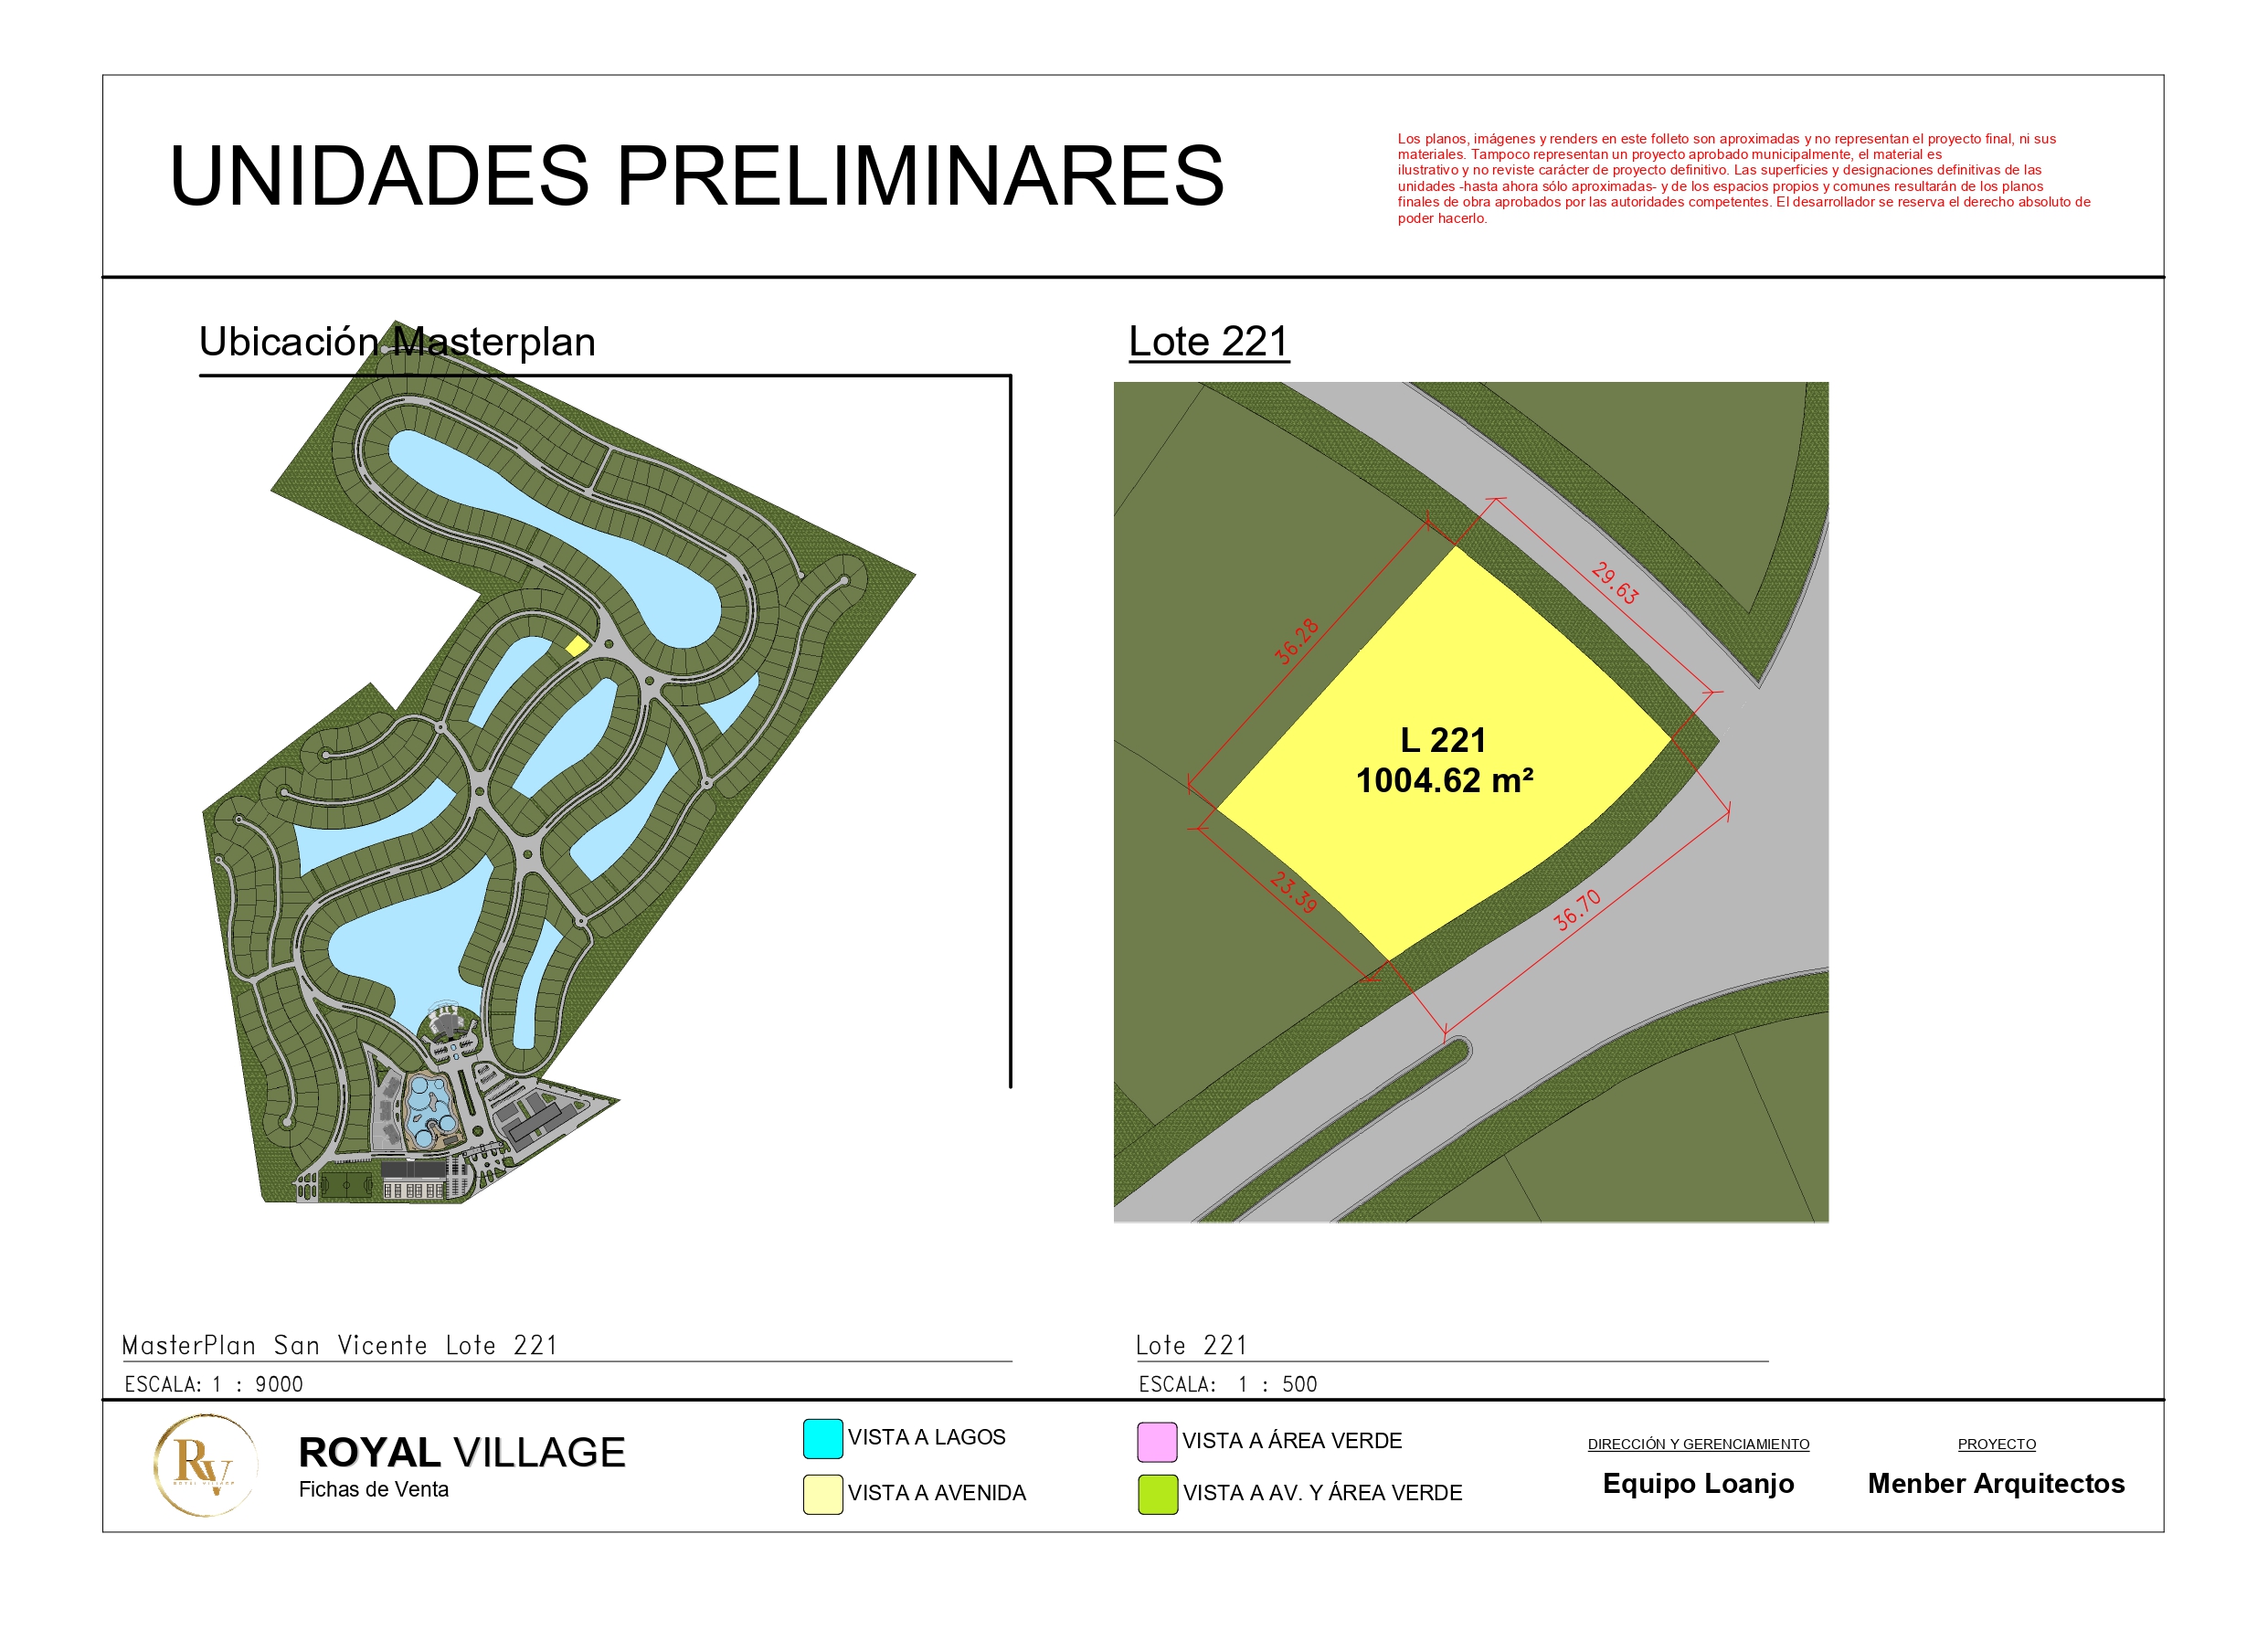 UNIDADES PRELIMINARES
Los planos, imágenes y renders en este folleto son aproximadas y no representan el proyecto final, ni sus
materiales. Tampoco representan un proyecto aprobado municipalmente, el material es
ilustrativo y no reviste carácter de proyecto definitivo. Las superficies y designaciones definitivas de las
unidades -hasta ahora sólo aproximadas- y de los espacios propios y comunes resultarán de los planos
finales de obra aprobados por las autoridades competentes. El desarrollador se reserva el derecho absoluto de
poder hacerlo.
Ubicación Masterplan
Lote 221
29.63
36.28
L 221
1004.62 m²
23.39
36.70
MasterPlan San Vicente Lote 221
ESCALA: 1 : 9000
Lote 221
ESCALA: 1 : 500
RV
ROYAL VILLAGE
ROYAL VILLAGE
Fichas de Venta
VISTA A LAGOS
VISTA A AVENIDA
VISTA A ÁREA VERDE
VISTA A AV. Y ÁREA VERDE
DIRECCIÓN Y GERENCIAMIENTO
Equipo Loanjo
PROYECTO
Menber Arquitectos